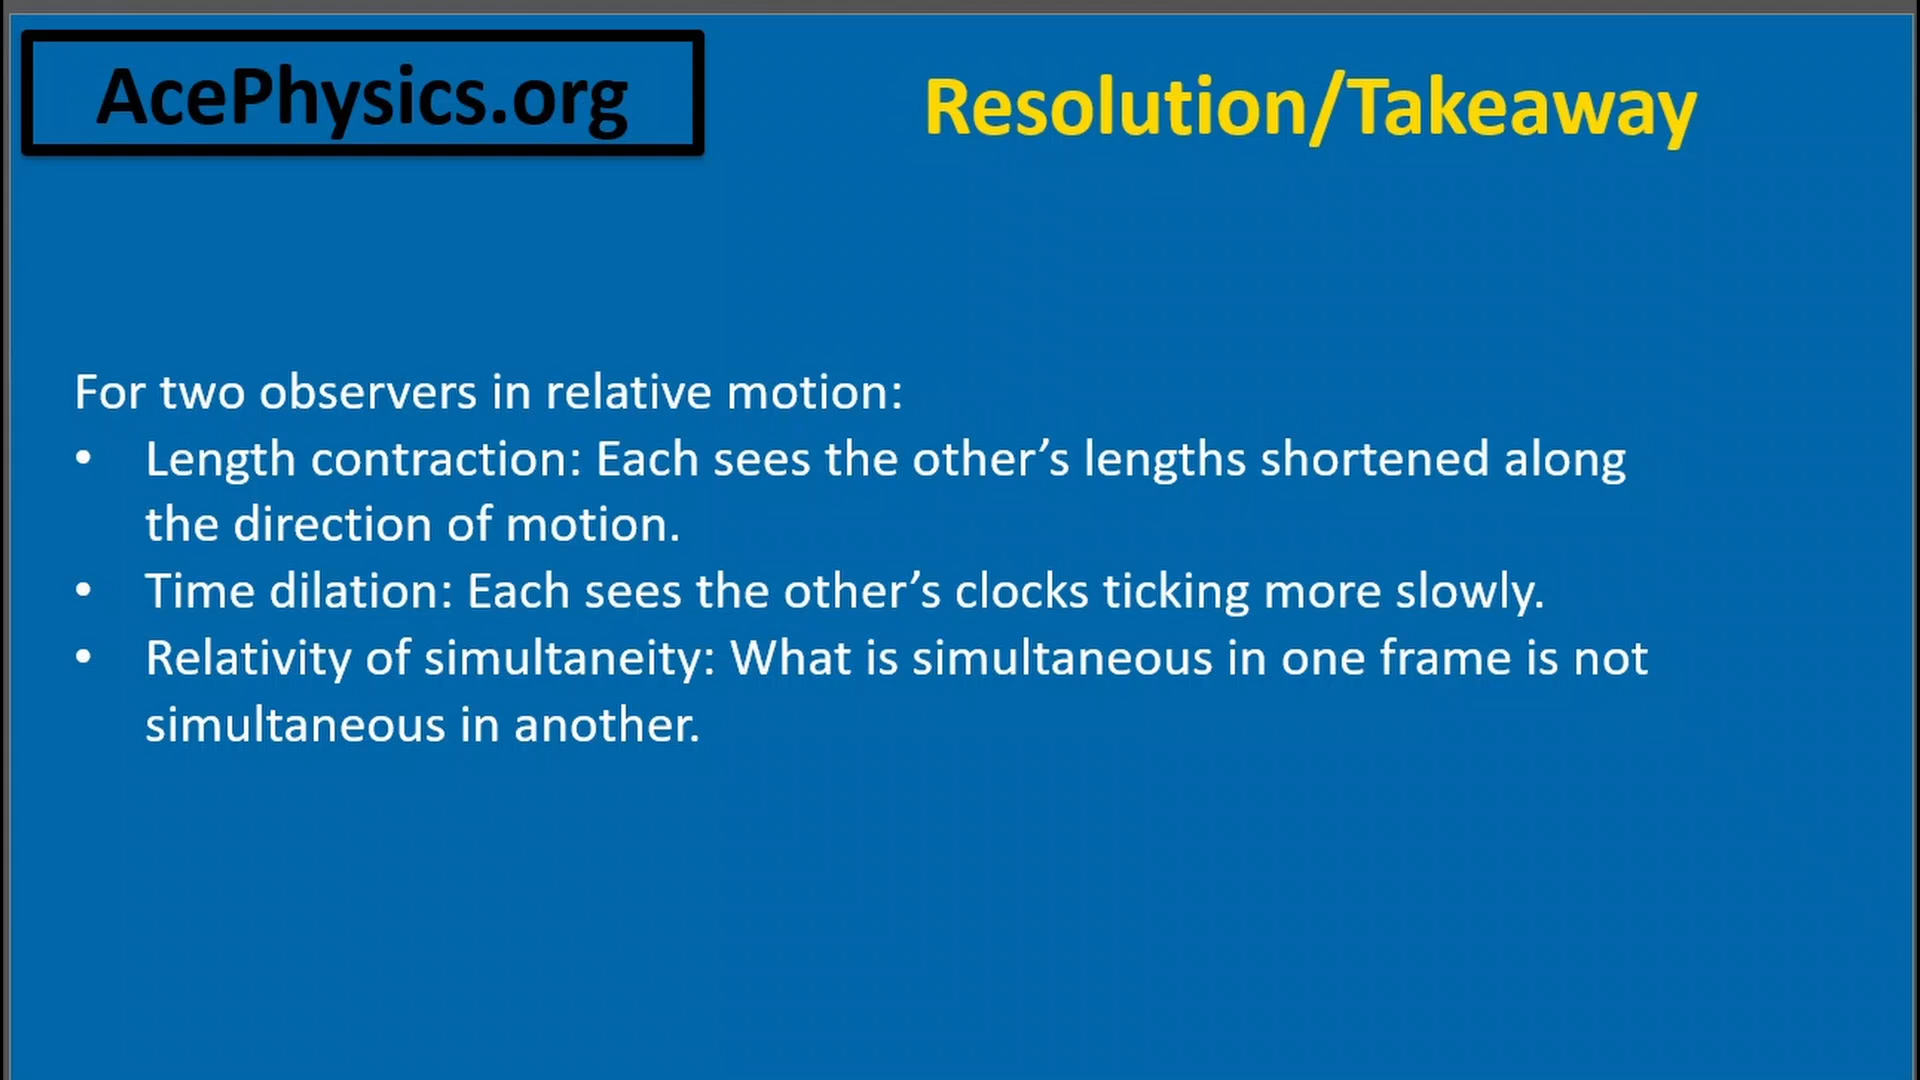 AcePhysics.org
Resolution/Takeaway
For two observers in relative motion:
• Length contraction: Each sees the other’s lengths shortened along
the direction of motion.
• Time dilation: Each sees the other’s clocks ticking more slowly.
• Relativity of simultaneity: What is simultaneous in one frame is not
simultaneous in another.